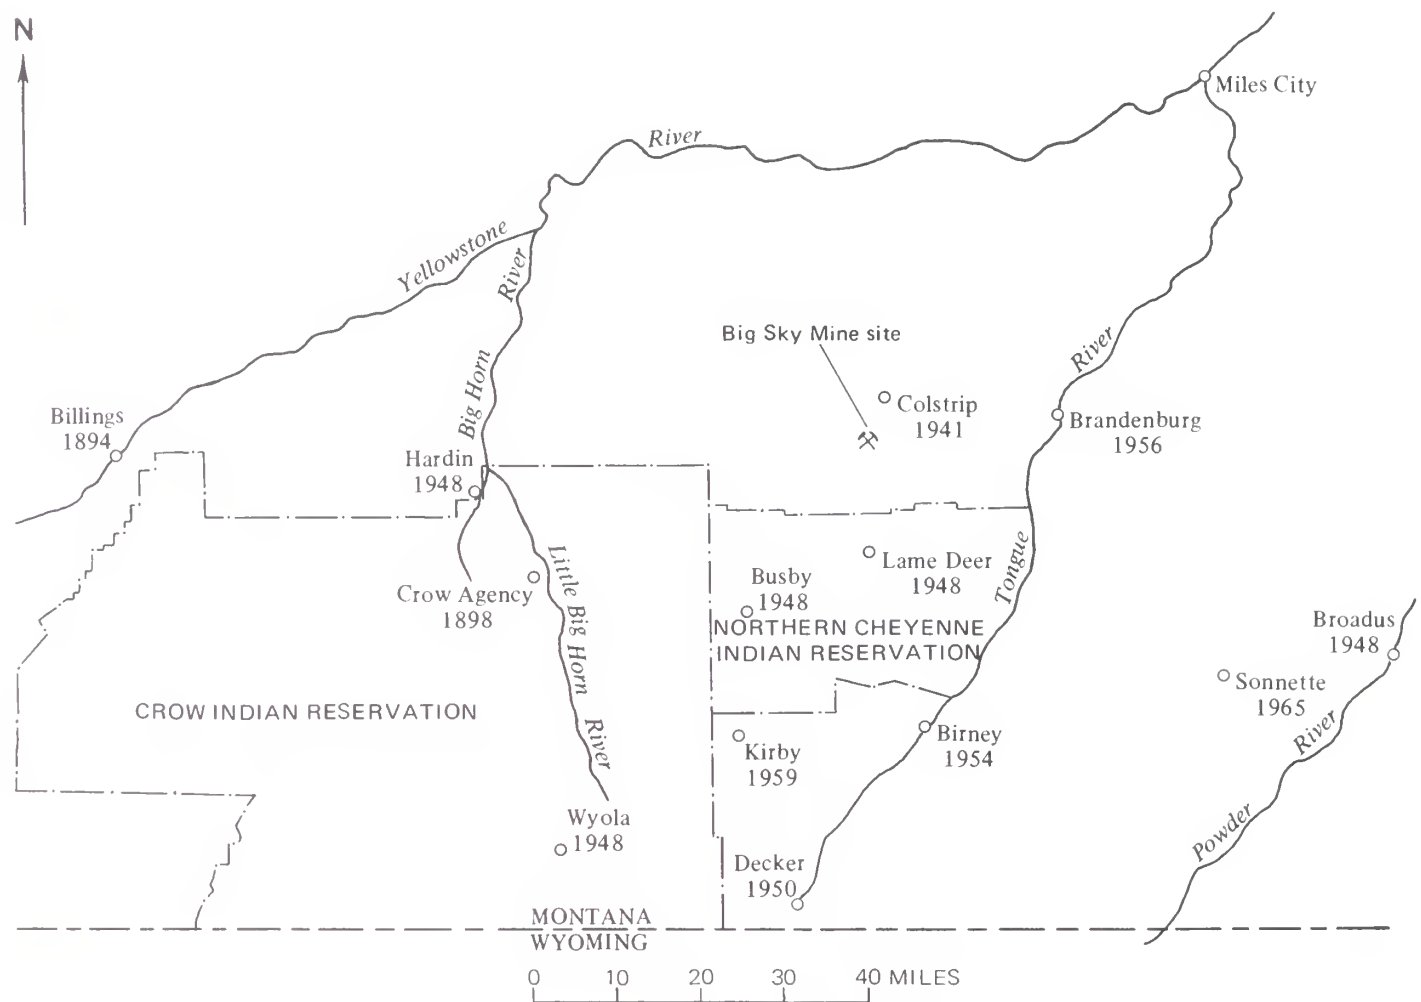 N
Miles City
River
Yellowstone
River
Big Sky Mine site
River
Big Horn
Colstrip
1941
Billings
1894
Brandenburg
1956
Hardin
1948
Lame Deer
1948
Tongue
Little Big Horn
River
Busby
1948
Crow Agency
1898
NORTHERN CHEYENNE
INDIAN RESERVATION
Broadus
1948
Sonnette
1965
CROW INDIAN RESERVATION
Kirby
1959
Birney
1954
River
Powder
Wyola
1948
Decker
1950
MONTANA
WYOMING
0 10 20 30 40 MILES